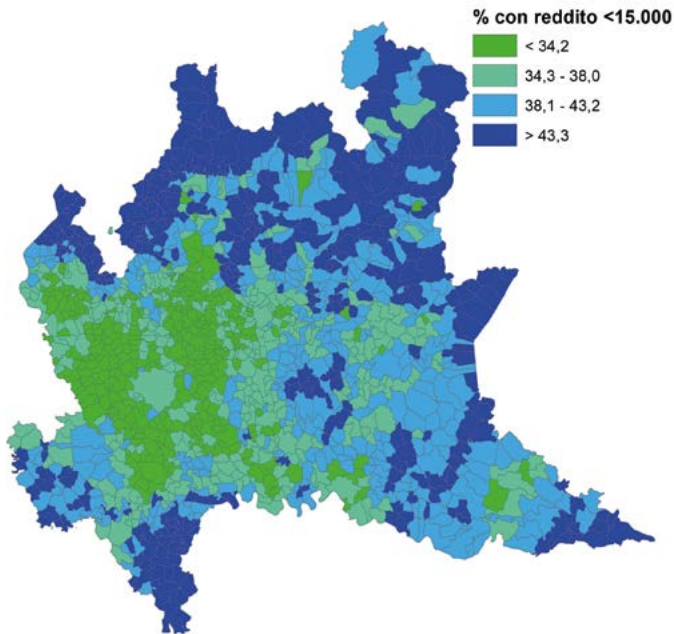 % con reddito <15.000
< 34,2
34,3 - 38,0
38,1 - 43,2
> 43,3